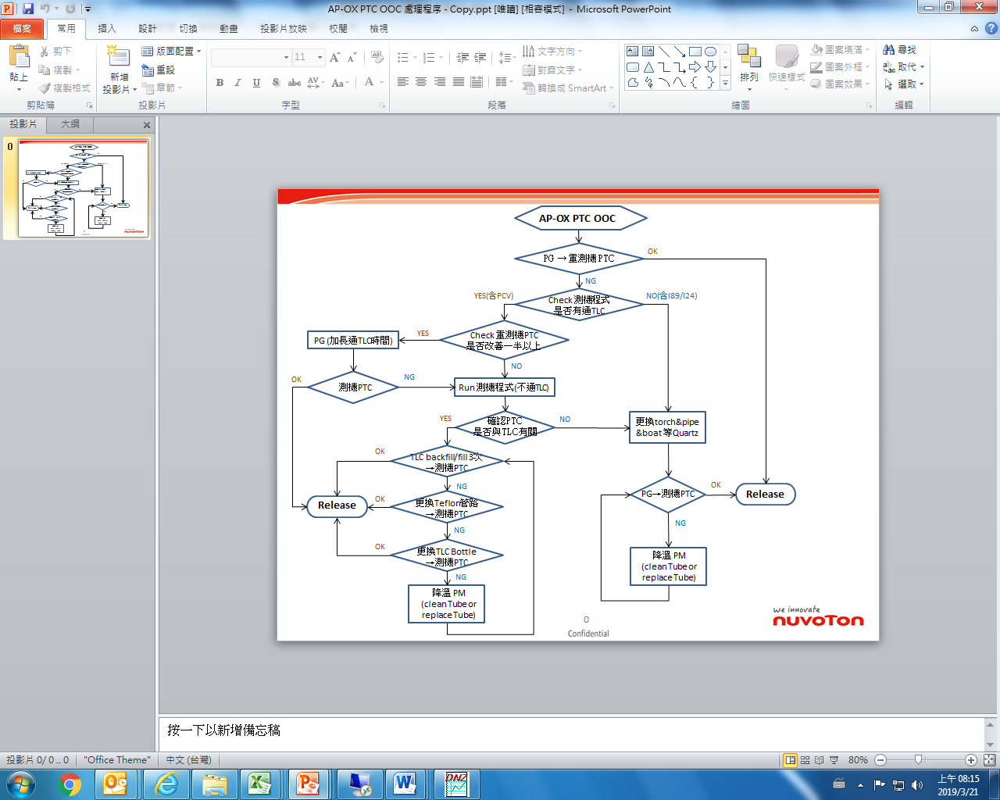 AP-OX PTC OOC 處理程序 - Copy.ppt [唯讀] [相容模式] - Microsoft PowerPoint
檔案 常用 插入 設計 切換 動畫 投影片放映 校閱 檢視
貼上 剪下 複製 複製格式 剪貼簿
新增投影片 版面配置 重設 章節 投影片
11
B I U S abc AV Aa A 字型
文字方向 對齊文字 轉換成 SmartArt 段落
排列 快速樣式 圖案填滿 圖案外框 圖案效果 繪圖
尋找 取代 選取 編輯
投影片 大綱
0
AP-OX PTC OOC
PG → 重測機 PTC
OK
NG
YES(含PCV)
Check 測機程式
是否有通TLC
NO(含I89/I24)
PG (加長通TLC時間)
YES
Check 重測機PTC
是否改善一半以上
NO
OK
測機PTC
NG
Run 測機程式(不通TLC)
YES
確認PTC
是否與TLC有關
NO
更換torch&pipe
&boat 等Quartz
OK
TLC backfill/fill 3次
→測機PTC
NG
Release
OK
更換Teflon管路
→測機PTC
NG
PG→測機PTC
OK
Release
NG
OK
更換TLC Bottle
→測機PTC
NG
降溫 PM
(clean Tube or
replace Tube)
降溫 PM
(clean Tube or
replace Tube)
0
Confidential
we innovate
nuvoTon
按一下以新增備忘稿
投影片 0/ 0 .. 0 "Office Theme" 中文 (台灣) 80%
上午 08:15
2019/3/21